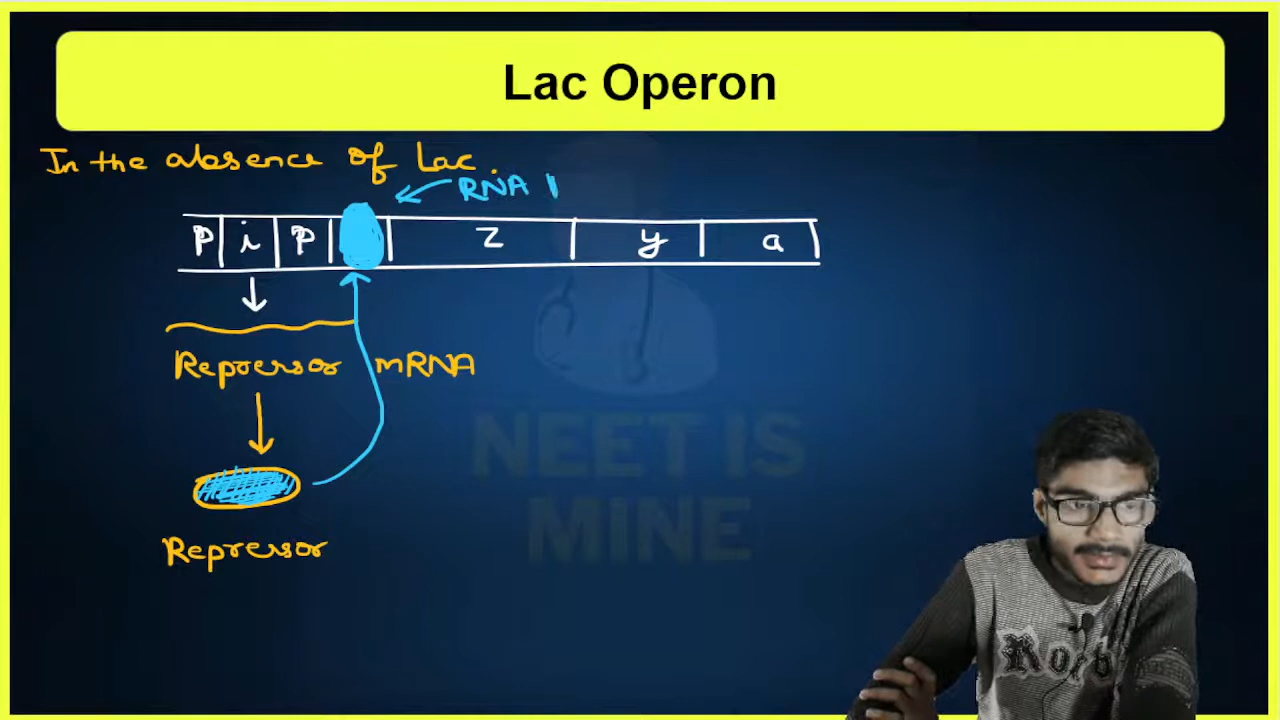 Lac Operon
In the absence of Lac.
RNA
P i P z y a
Repressor mRNA
Repressor
NEET IS
MINE